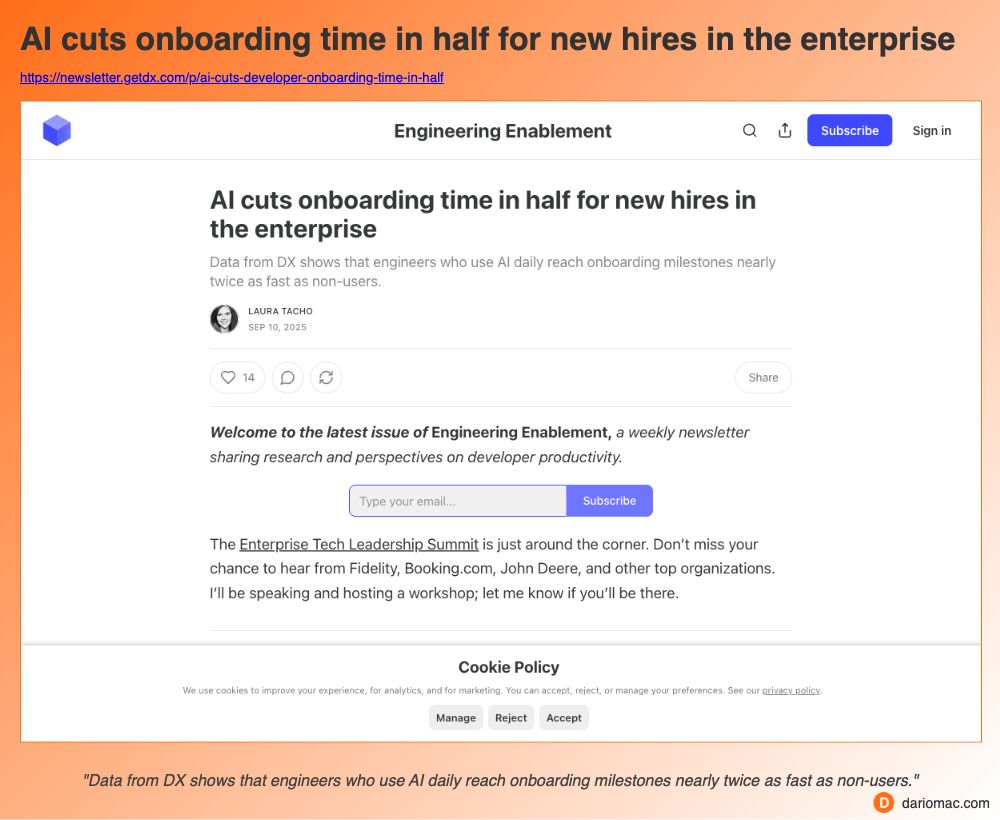 AI cuts onboarding time in half for new hires in the enterprise
https://newsletter.getdx.com/p/ai-cuts-developer-onboarding-time-in-half
Engineering Enablement
Subscribe
Sign in
AI cuts onboarding time in half for new hires in
the enterprise
Data from DX shows that engineers who use AI daily reach onboarding milestones nearly
twice as fast as non-users.
LAURA TACHO
SEP 10, 2025
14
Share
Welcome to the latest issue of Engineering Enablement, a weekly newsletter
sharing research and perspectives on developer productivity.
Type your email...
Subscribe
The Enterprise Tech Leadership Summit is just around the corner. Don’t miss your
chance to hear from Fidelity, Booking.com, John Deere, and other top organizations.
I’ll be speaking and hosting a workshop; let me know if you’ll be there.
Cookie Policy
We use cookies to improve your experience, for analytics, and for marketing. You can accept, reject, or manage your preferences. See our privacy policy.
Manage
Reject
Accept
"Data from DX shows that engineers who use AI daily reach onboarding milestones nearly twice as fast as non-users."
D
dariomac.com